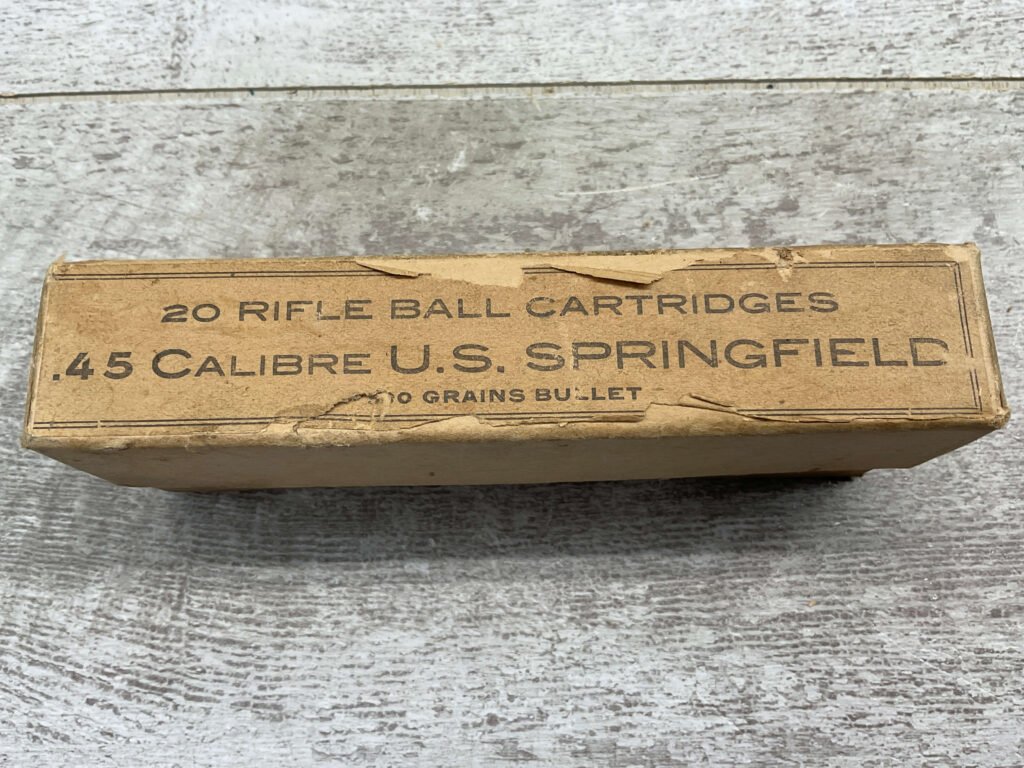 20 RIFLE BALL CARTRIDGES
.45 CALIBRE U.S. SPRINGFIELD
GRAINS BULLET